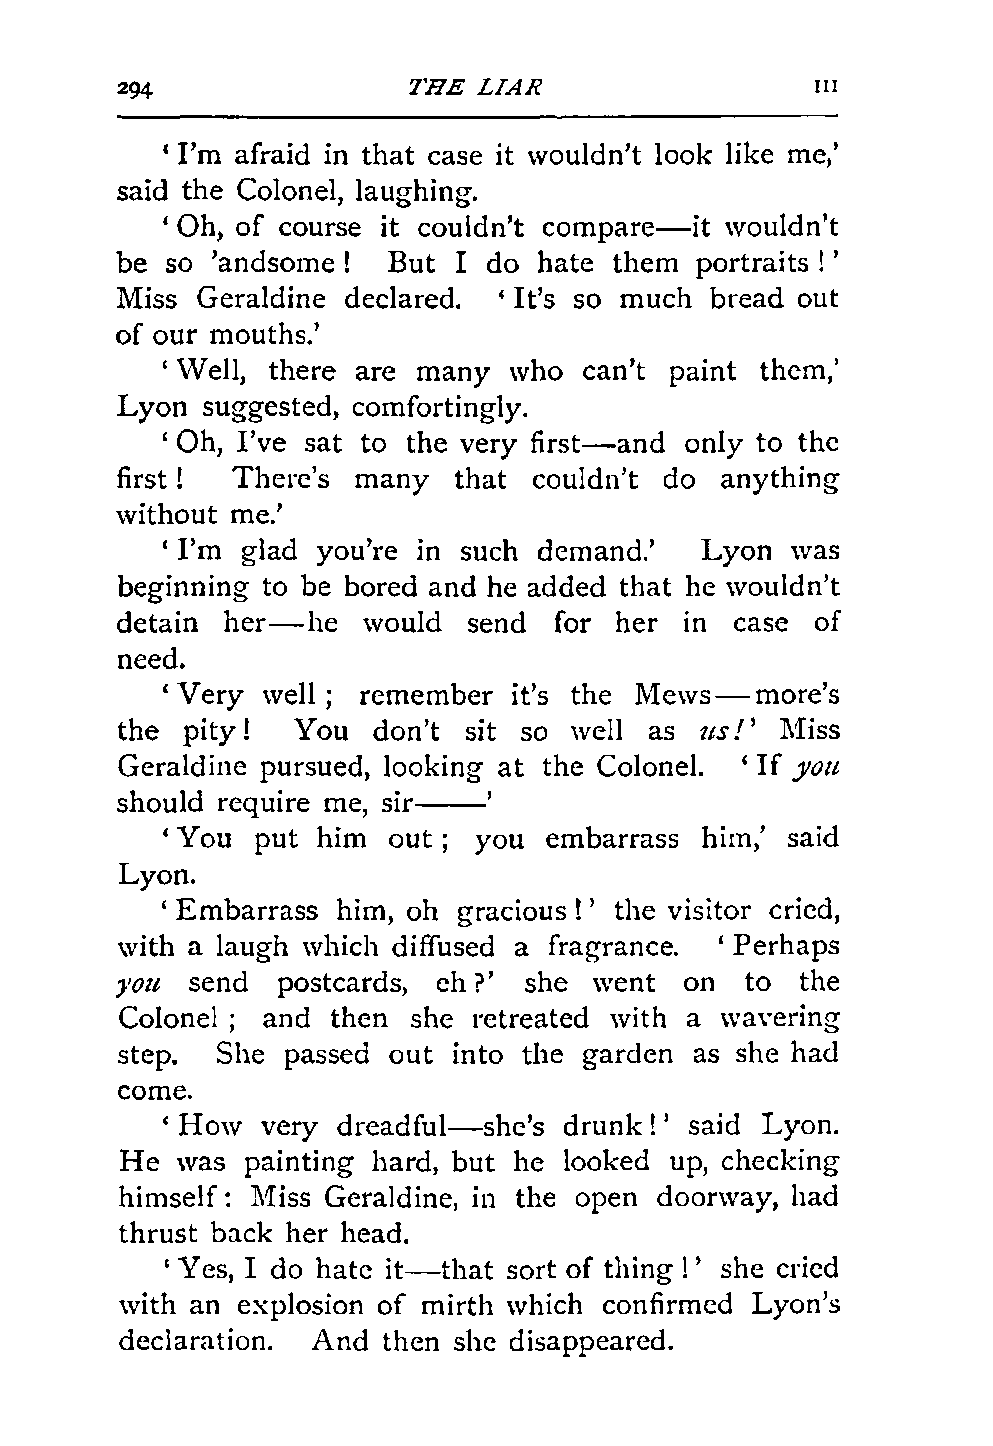 294 THE LIAR III
‘I’m afraid in that case it wouldn’t look like me,’
said the Colonel, laughing.
‘Oh, of course it couldn’t compare—it wouldn’t
be so ’andsome! But I do hate them portraits!’
Miss Geraldine declared. ‘It’s so much bread out
of our mouths.’
‘Well, there are many who can’t paint them,’
Lyon suggested, comfortingly.
‘Oh, I’ve sat to the very first—and only to the
first! There’s many that couldn’t do anything
without me.’
‘I’m glad you’re in such demand.’ Lyon was
beginning to be bored and he added that he wouldn’t
detain her—he would send for her in case of
need.
‘Very well; remember it’s the Mews—more’s
the pity! You don’t sit so well as us!’ Miss
Geraldine pursued, looking at the Colonel. ‘If you
should require me, sir——’
‘You put him out; you embarrass him,’ said
Lyon.
‘Embarrass him, oh gracious!’ the visitor cried,
with a laugh which diffused a fragrance. ‘Perhaps
you send postcards, eh?’ she went on to the
Colonel; and then she retreated with a wavering
step. She passed out into the garden as she had
come.
‘How very dreadful—she’s drunk!’ said Lyon.
He was painting hard, but he looked up, checking
himself: Miss Geraldine, in the open doorway, had
thrust back her head.
‘Yes, I do hate it—that sort of thing!’ she cried
with an explosion of mirth which confirmed Lyon’s
declaration. And then she disappeared.